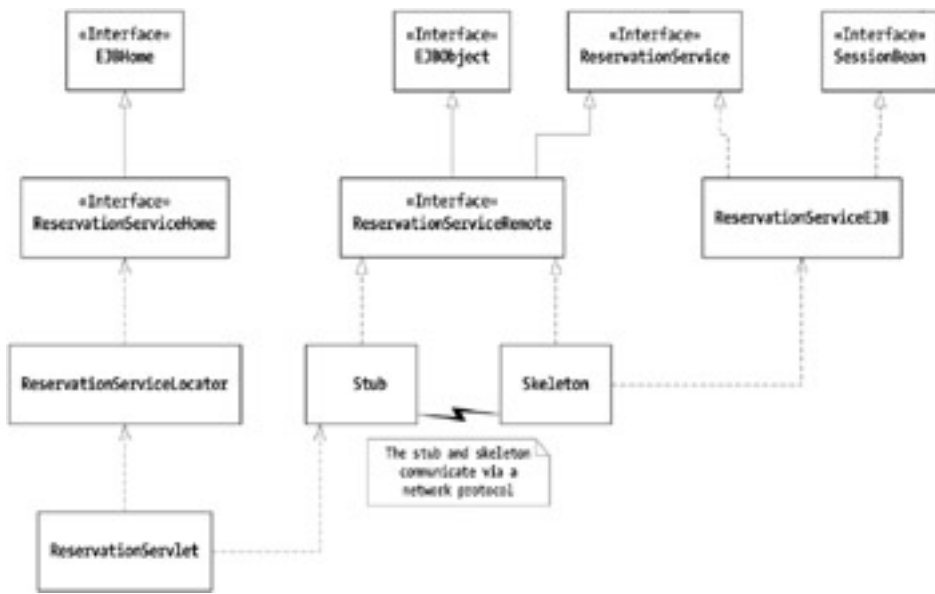 «Interface»
EJBHome
«Interface»
EJBObject
«Interface»
ReservationService
«Interface»
SessionBean
«Interface»
ReservationServiceHome
«Interface»
ReservationServiceRemote
ReservationServiceEJB
ReservationServiceLocator
Stub
Skeleton
The stub and skeleton
communicate via a
network protocol
ReservationServlet